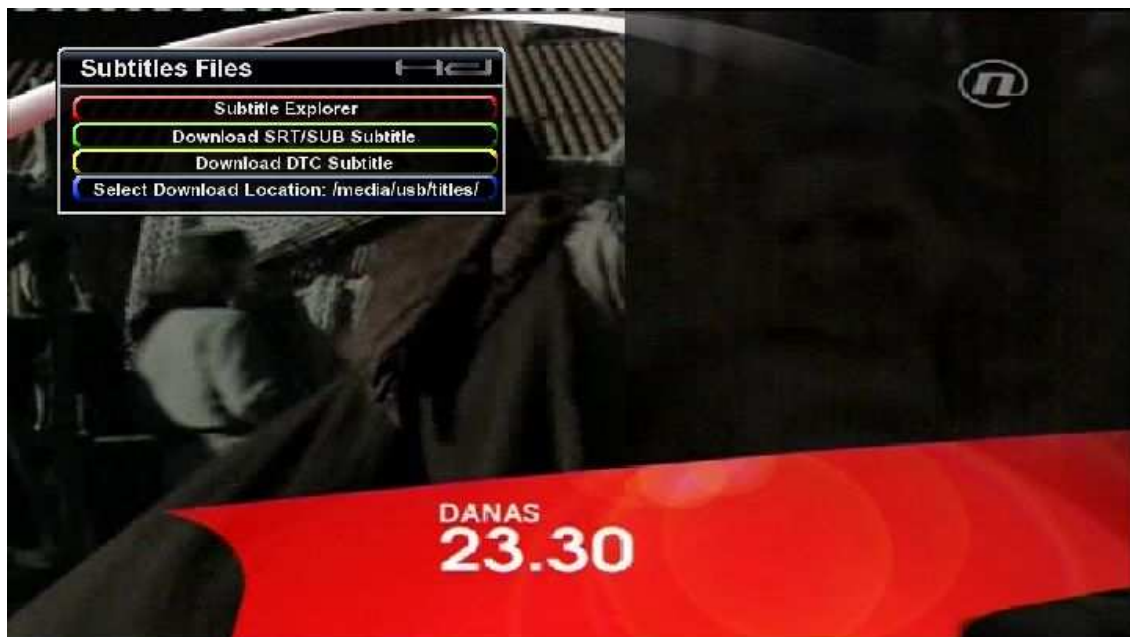 Subtitles Files HD
Subtitle Explorer
Download SRT/SUB Subtitle
Download DTC Subtitle
Select Download Location: /media/usb/titles/
n
DANAS
23.30